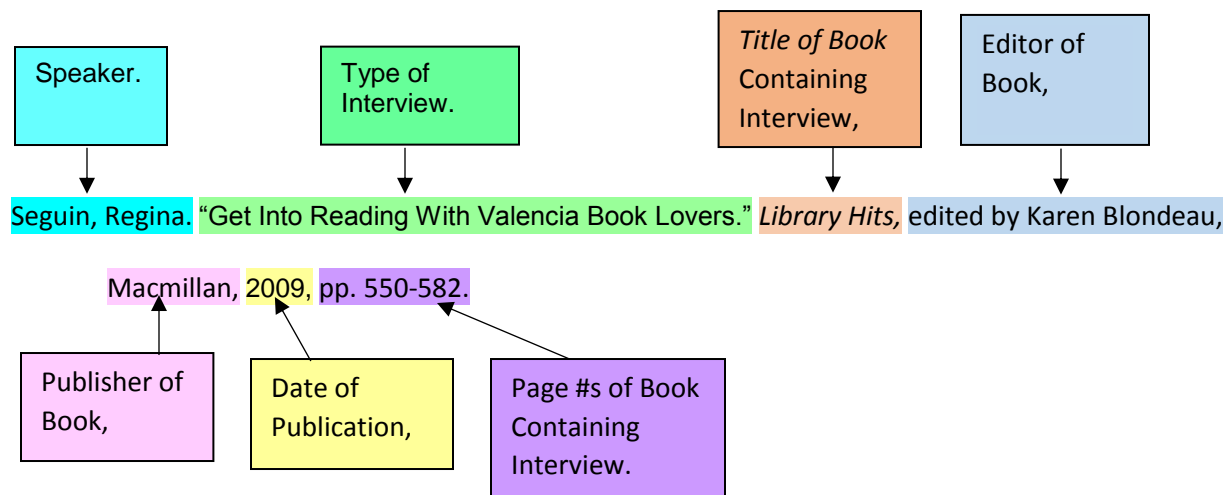 Speaker.
Type of
Interview.
Title of Book
Containing
Interview,
Editor of
Book,
Seguin, Regina. “Get Into Reading With Valencia Book Lovers.” Library Hits, edited by Karen Blondeau,
Macmillan, 2009, pp. 550-582.
Publisher of
Book,
Date of
Publication,
Page #s of Book
Containing
Interview.